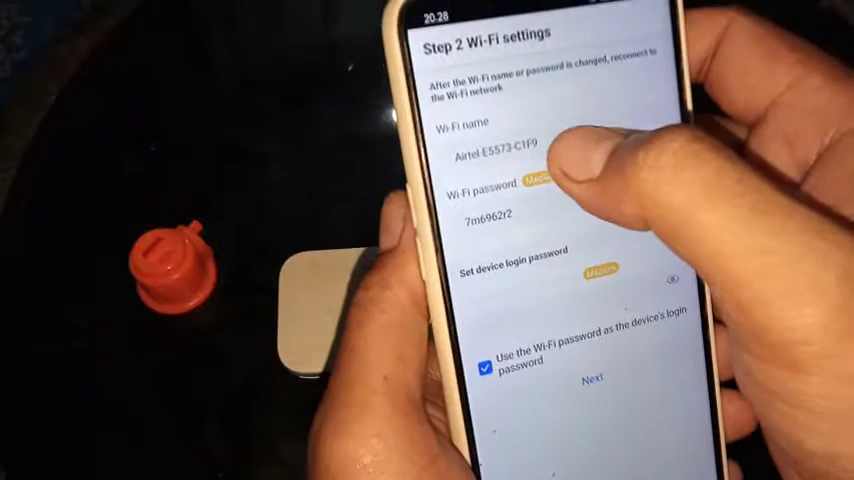 20:28
Step 2 Wi-Fi settings
After the Wi-Fi name or password is changed, reconnect to
the Wi-Fi network.
Wi-Fi name
Airtel-E5573-C1F9
Wi-Fi password
7m6962r2
Set device login password
Medium
Use the Wi-Fi password as the device's login
password
Next